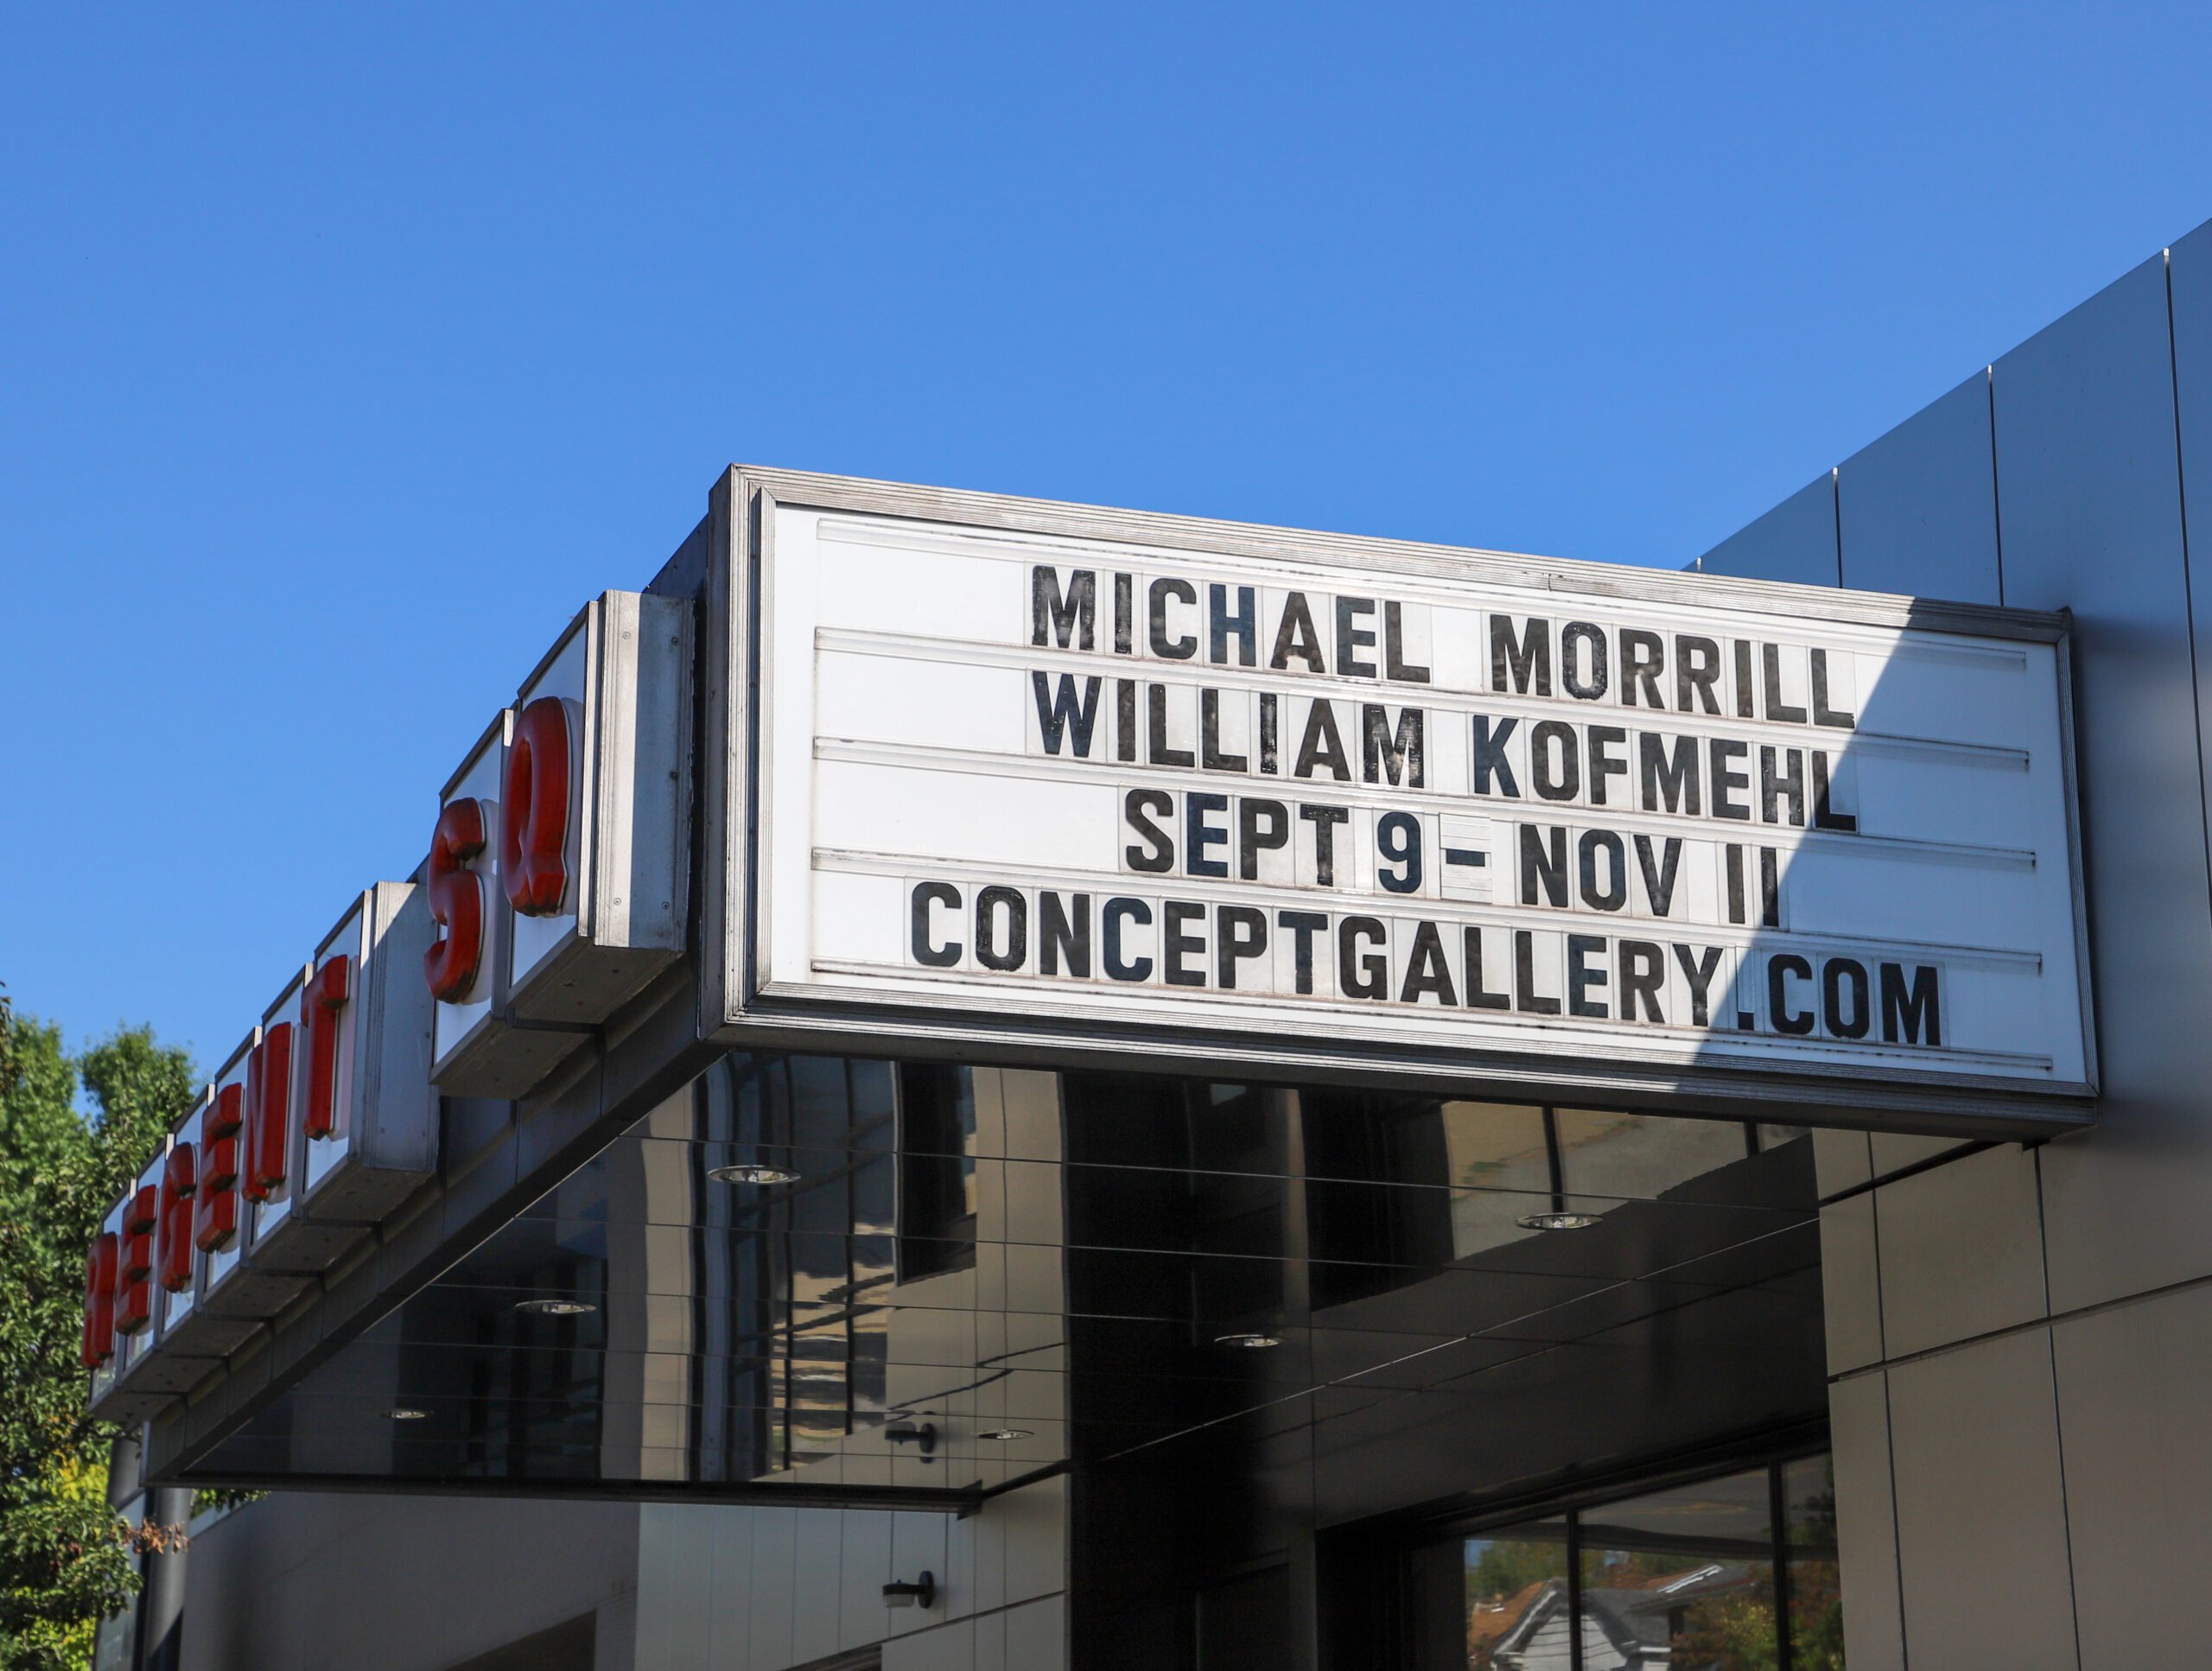 REGENT SQ
MICHAEL MORRILL
WILLIAM KOFMEHL
SEPT 9 - NOV 11
CONCEPTGALLERY.COM